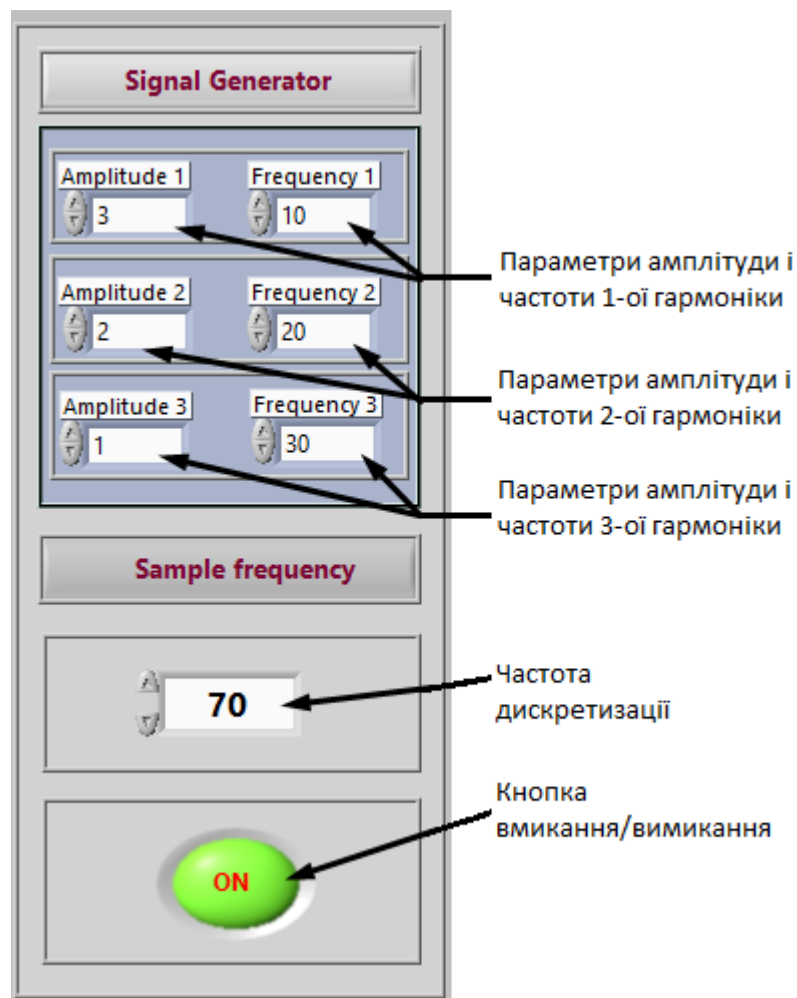 Signal Generator
Amplitude 1
Frequency 1
3
10
Параметри амплітуди і
частоти 1-ої гармоніки
Amplitude 2
Frequency 2
2
20
Параметри амплітуди і
частоти 2-ої гармоніки
Amplitude 3
Frequency 3
1
30
Параметри амплітуди і
частоти 3-ої гармоніки
Sample frequency
70
Частота
дискретизації
Кнопка
вмикання/вимикання
ON